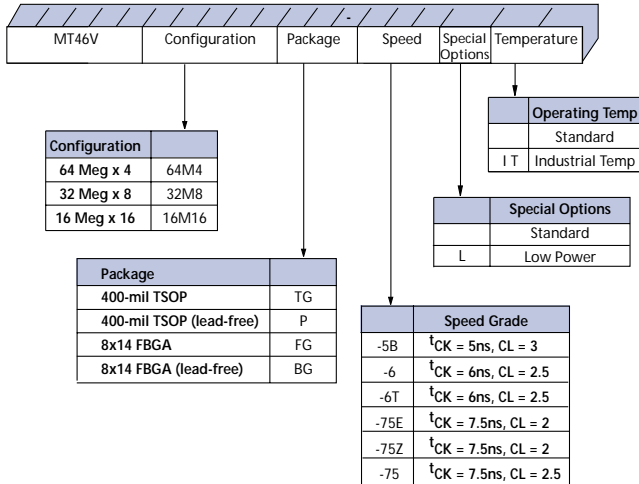 -
MT46V Configuration Package Speed Special Options Temperature
Operating Temp
Standard
I T Industrial Temp
Configuration
64 Meg x 4 64M4
32 Meg x 8 32M8
16 Meg x 16 16M16
Special Options
Standard
L Low Power
Package
400-mil TSOP TG
400-mil TSOP (lead-free) P
8x14 FBGA FG
8x14 FBGA (lead-free) BG
Speed Grade
-5B tCK = 5ns, CL = 3
-6 tCK = 6ns, CL = 2.5
-6T tCK = 6ns, CL = 2.5
-75E tCK = 7.5ns, CL = 2
-75Z tCK = 7.5ns, CL = 2
-75 tCK = 7.5ns, CL = 2.5